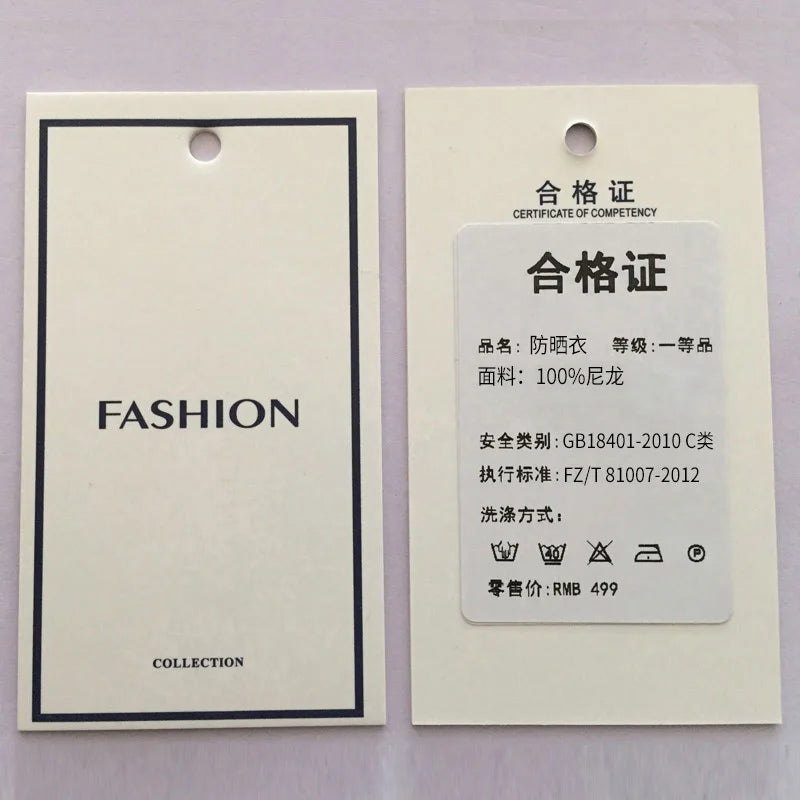 FASHION
COLLECTION
合格证
CERTIFICATE OF COMPETENCY
合格证
品名: 防晒衣 等级:一等品
面料: 100%尼龙
安全类别: GB18401-2010 C类
执行标准: FZ/T 81007-2012
洗涤方式:
40
P
零售价:RMB 499